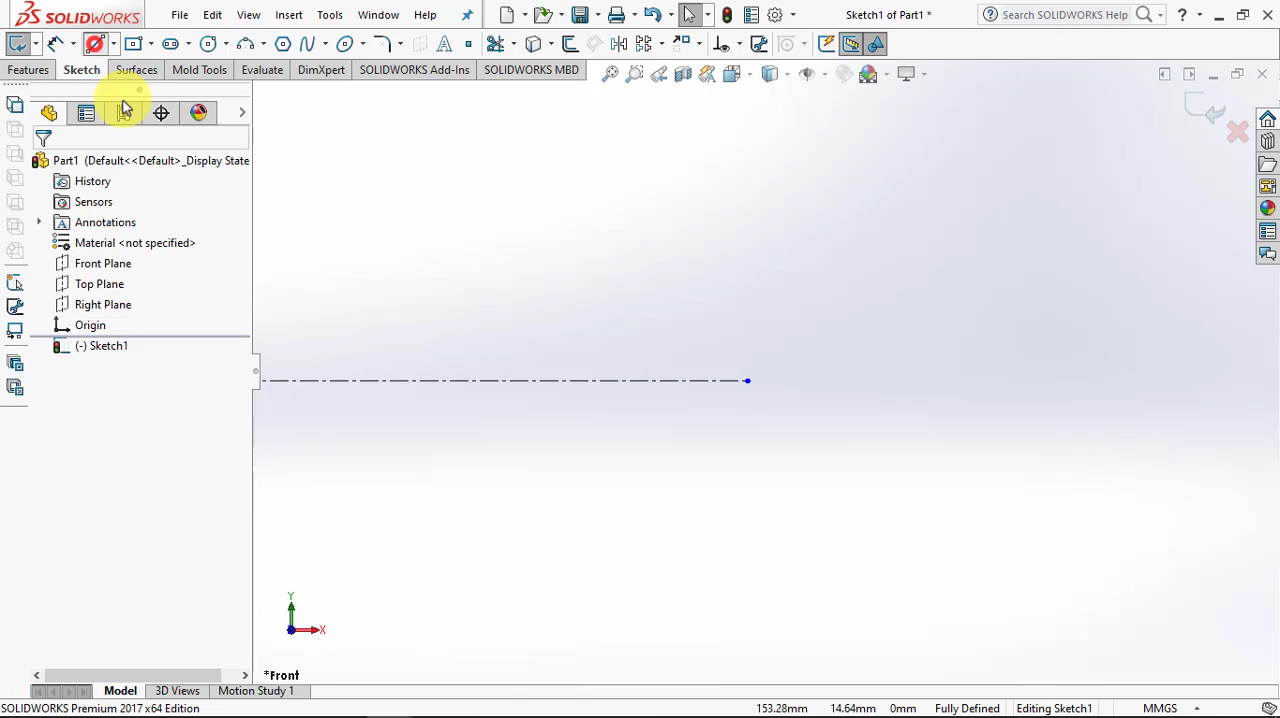 SOLIDWORKS File Edit View Insert Tools Window Help Sketch1 of Part1 * Search SOLIDWORKS Help ?
Features Sketch Surfaces Mold Tools Evaluate DimXpert SOLIDWORKS Add-Ins SOLIDWORKS MBD
Part1 (Default<<Default>_Display State
History
Sensors
Annotations
Material <not specified>
Front Plane
Top Plane
Right Plane
Origin
(-) Sketch1
Y
X
*Front
Model 3D Views Motion Study 1
SOLIDWORKS Premium 2017 x64 Edition 153.28mm 14.64mm 0mm Fully Defined Editing Sketch1 MMGS